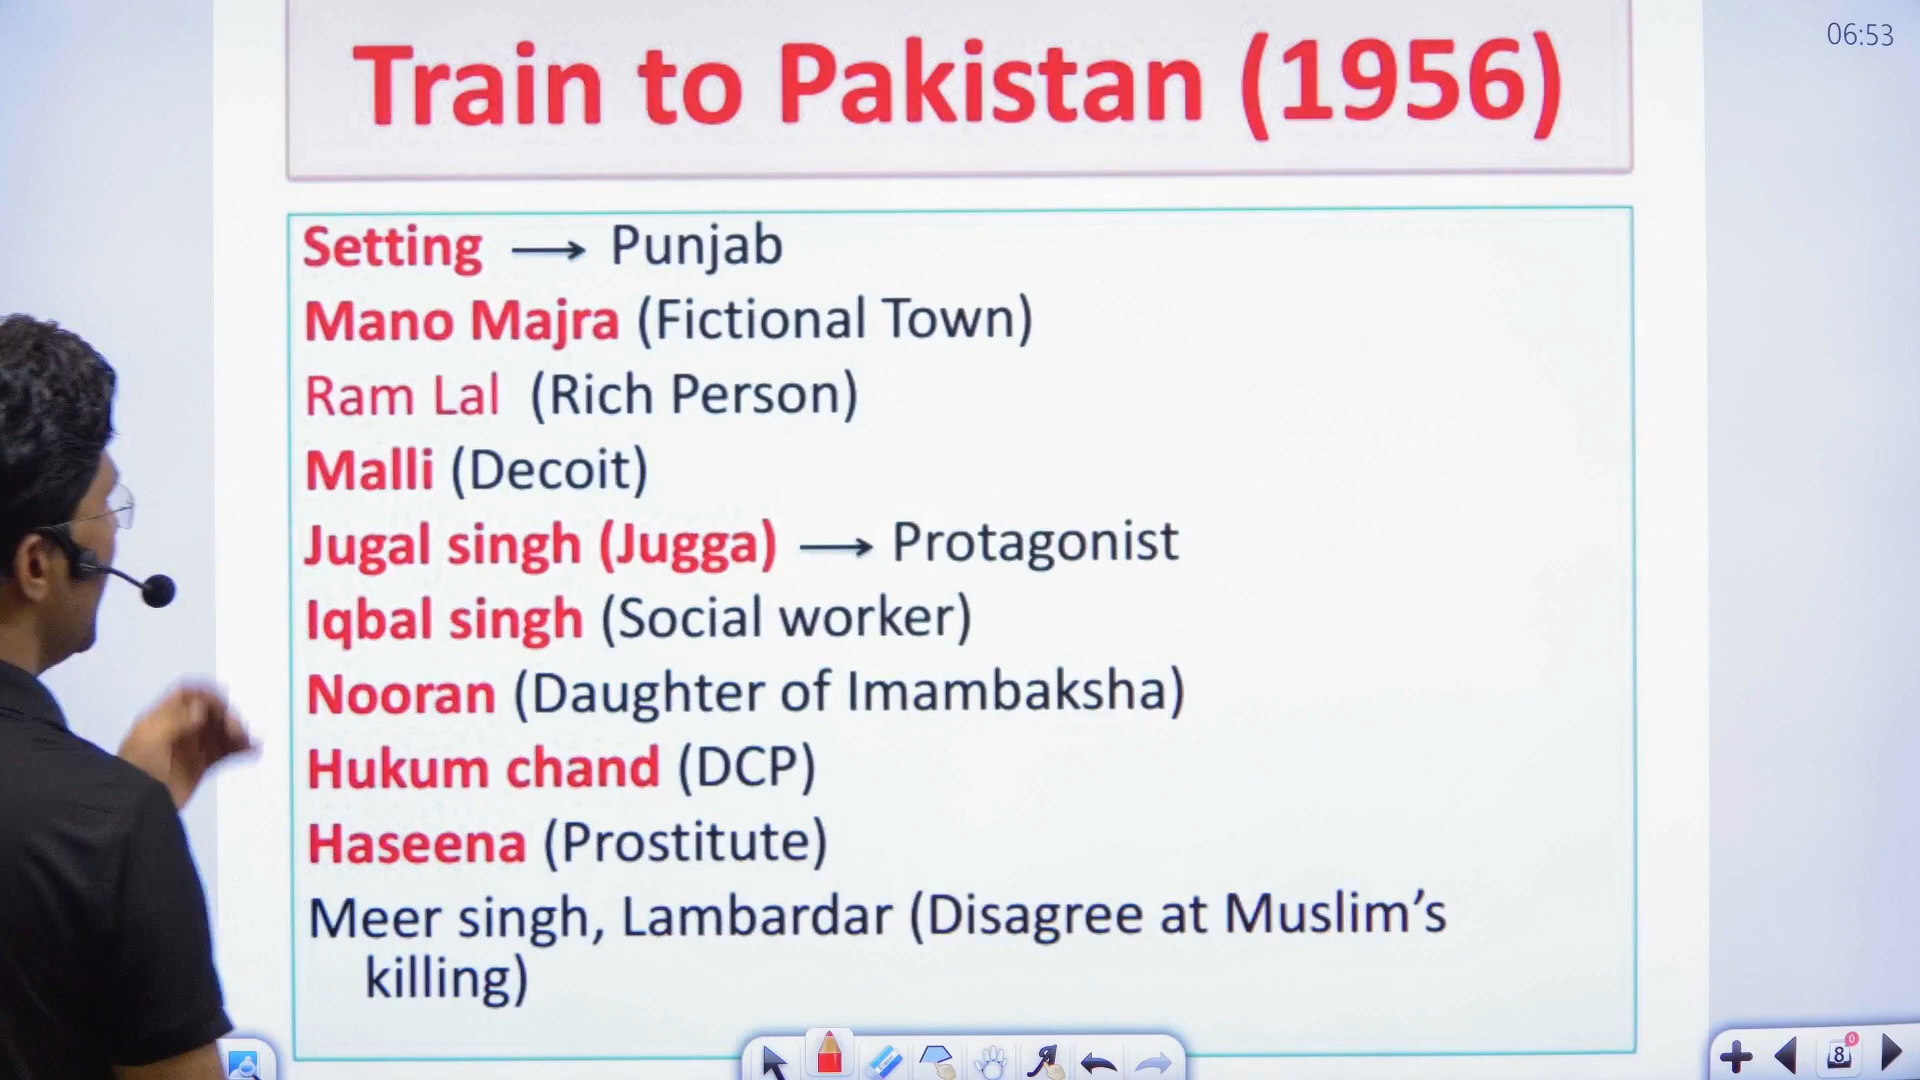 Train to Pakistan (1956)
06:53
Setting → Punjab
Mano Majra (Fictional Town)
Ram Lal (Rich Person)
Malli (Decoit)
Jugal singh (Jugga) → Protagonist
Iqbal singh (Social worker)
Nooran (Daughter of Imambaksha)
Hukum chand (DCP)
Haseena (Prostitute)
Meer singh, Lambardar (Disagree at Muslim’s
killing)
8
0